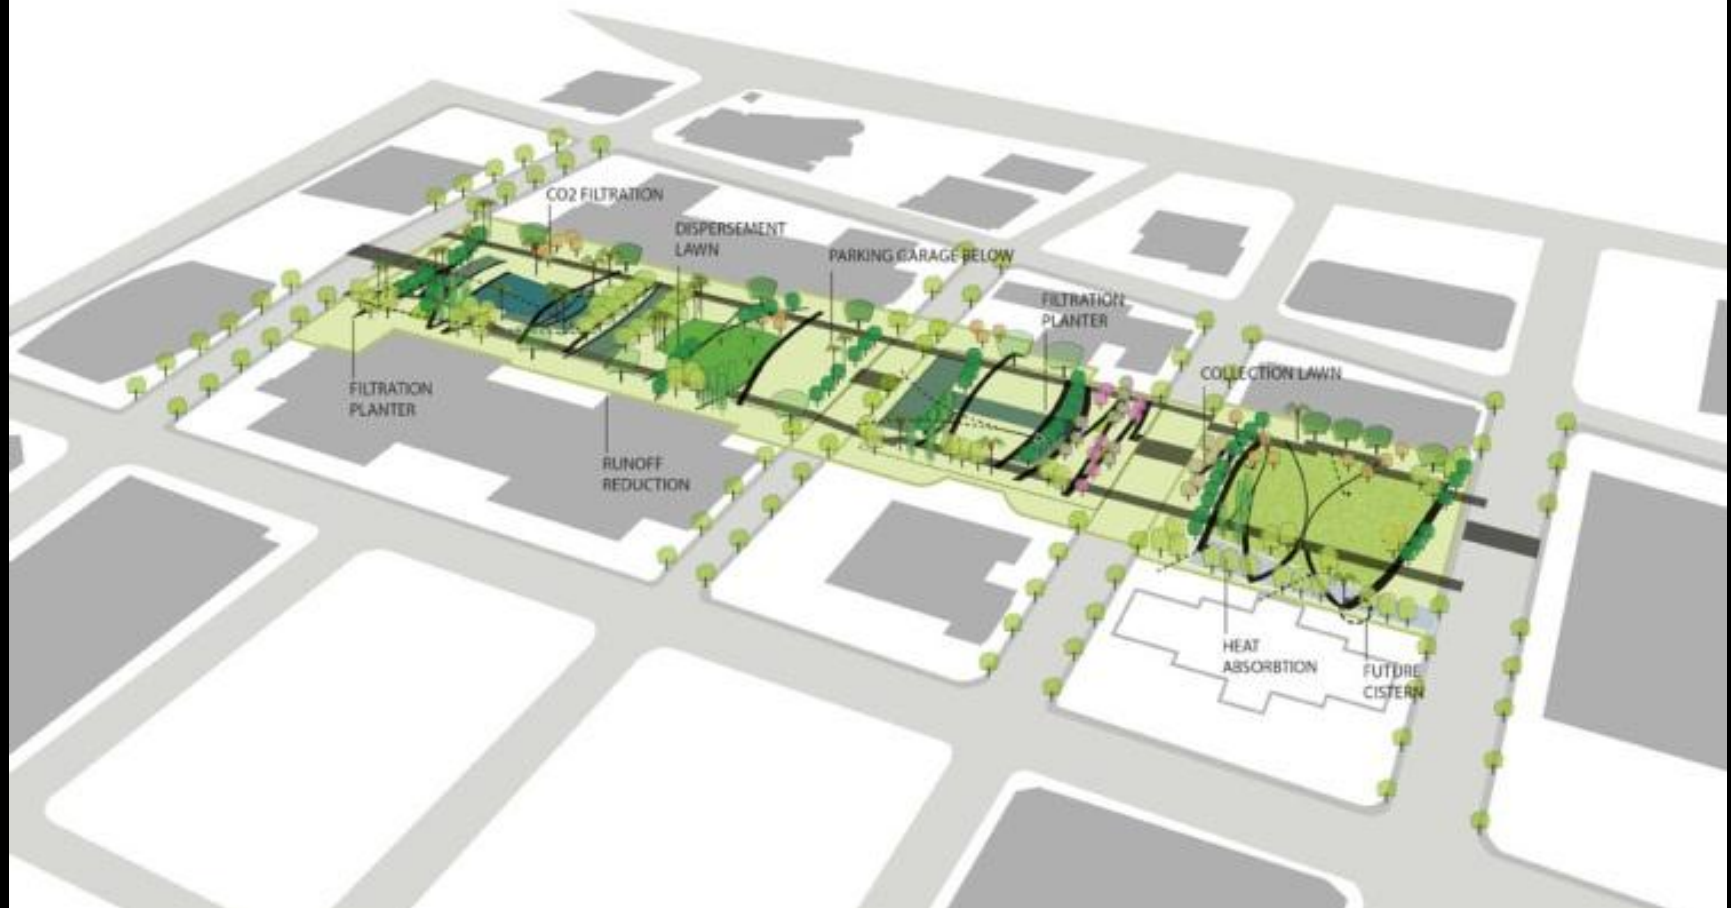 CO2 FILTRATION
DISPERSEMENT
LAWN
PARKING GARAGE BELOW
FILTRATION
PLANTER
COLLECTION LAWN
FILTRATION
PLANTER
RUNOFF
REDUCTION
HEAT
ABSORBTION
FUTURE
CISTERN